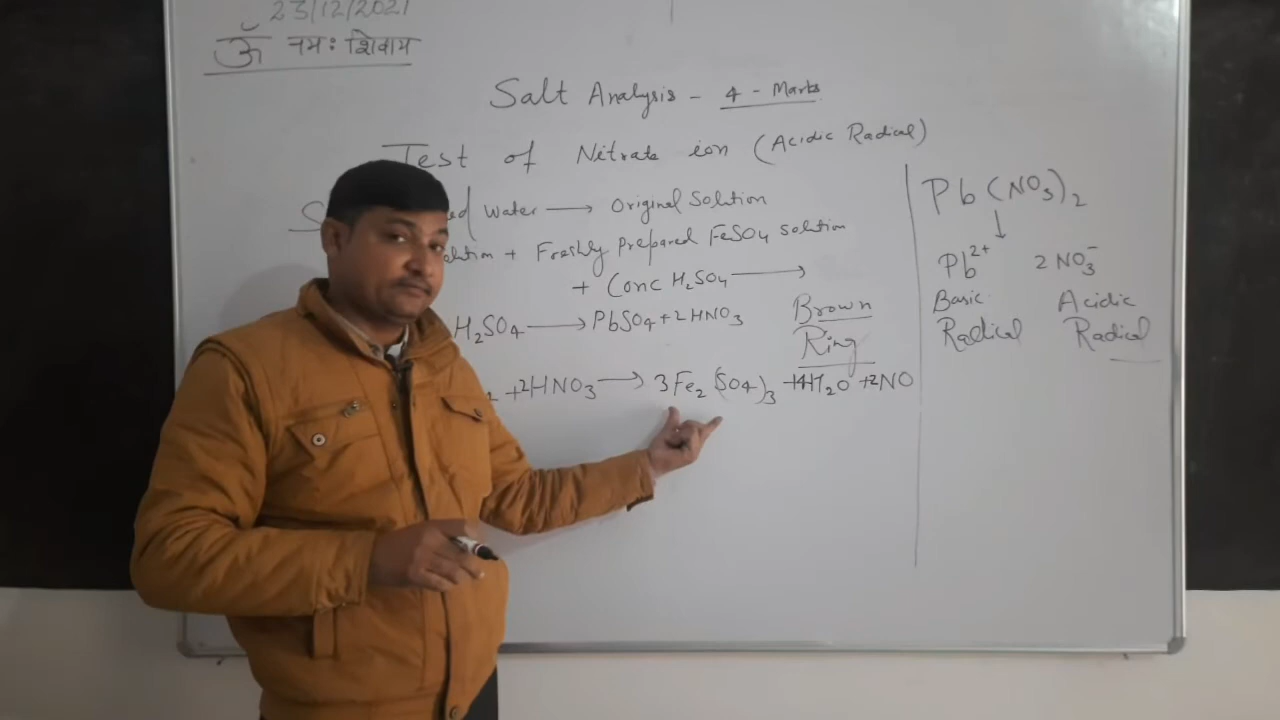 23/12/2021
ॐ नमः शिवाय
Salt Analysis - 4 - Marks
Test of Nitrate ion (Acidic Radical)
Water ⟶ Original Solution
+ Freshly Prepared FeSO4 solution
+ Conc H2SO4 ⟶
Brown
Ring
H2SO4 ⟶ PbSO4 + 2HNO3
+2HNO3 ⟶ 3Fe2(SO4)3 +4H2O +2NO
Pb(NO3)2
↓
Pb2+ 2NO3-
Basic Acidic
Radical Radical